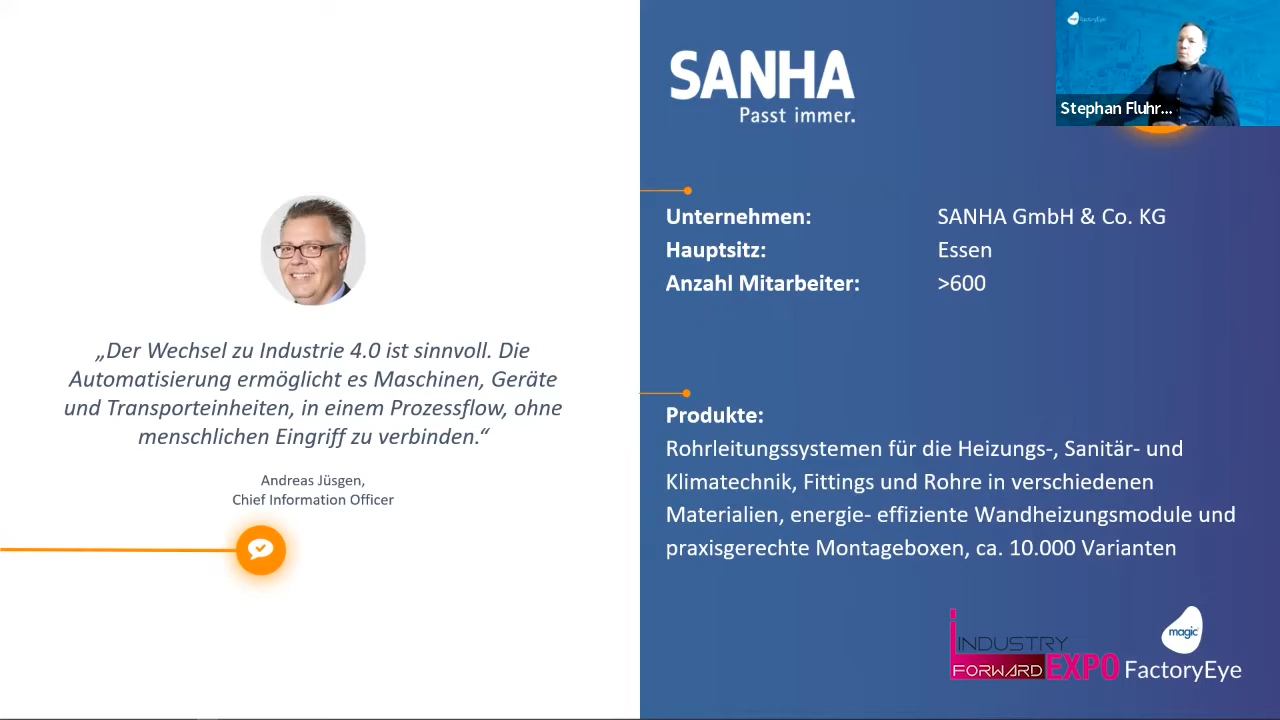 „Der Wechsel zu Industrie 4.0 ist sinnvoll. Die
Automatisierung ermöglicht es Maschinen, Geräte
und Transporteinheiten, in einem Prozessflow, ohne
menschlichen Eingriff zu verbinden.“
Andreas Jüsgen,
Chief Information Officer
SANHA
Passt immer.
magic FactoryEye
Stephan Fluhr...
Unternehmen: SANHA GmbH & Co. KG
Hauptsitz: Essen
Anzahl Mitarbeiter: >600
Produkte:
Rohrleitungssystemen für die Heizungs-, Sanitär- und
Klimatechnik, Fittings und Rohre in verschiedenen
Materialien, energie- effiziente Wandheizungsmodule und
praxisgerechte Montageboxen, ca. 10.000 Varianten
INDUSTRY
FORWARD EXPO
magic
FactoryEye